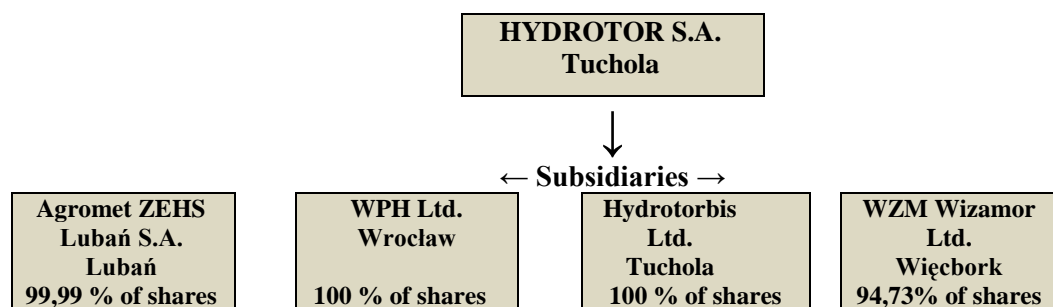 HYDROTOR S.A.
Tuchola
← Subsidiaries →
Agromet ZEHS
Lubań S.A.
Lubań
99,99 % of shares
WPH Ltd.
Wrocław
100 % of shares
Hydrotorbis
Ltd.
Tuchola
100 % of shares
WZM Wizamor
Ltd.
Więcbork
94,73% of shares